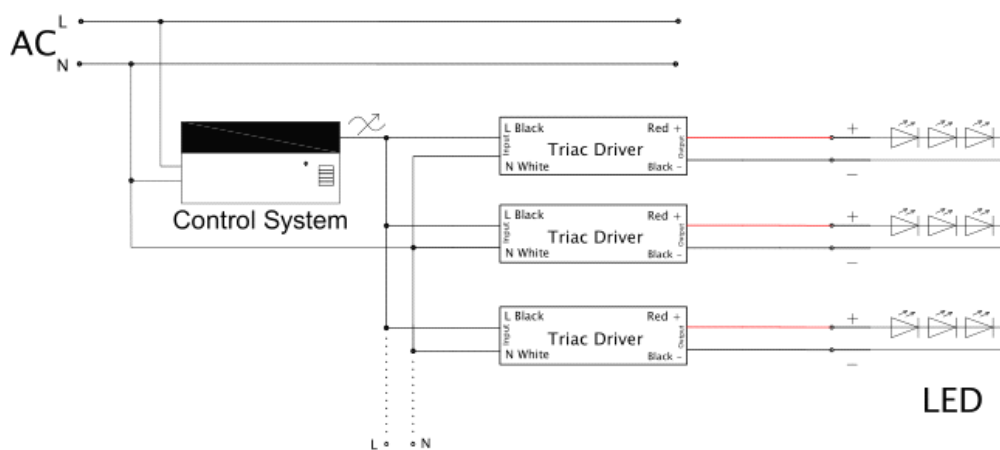 L
AC
N
Control System
L Black
Red +
Input
Triac Driver
Output
N White
Black -
+
-
L Black
Red +
Input
Triac Driver
Output
N White
Black -
+
-
L Black
Red +
Input
Triac Driver
Output
N White
Black -
+
-
LED
L
N